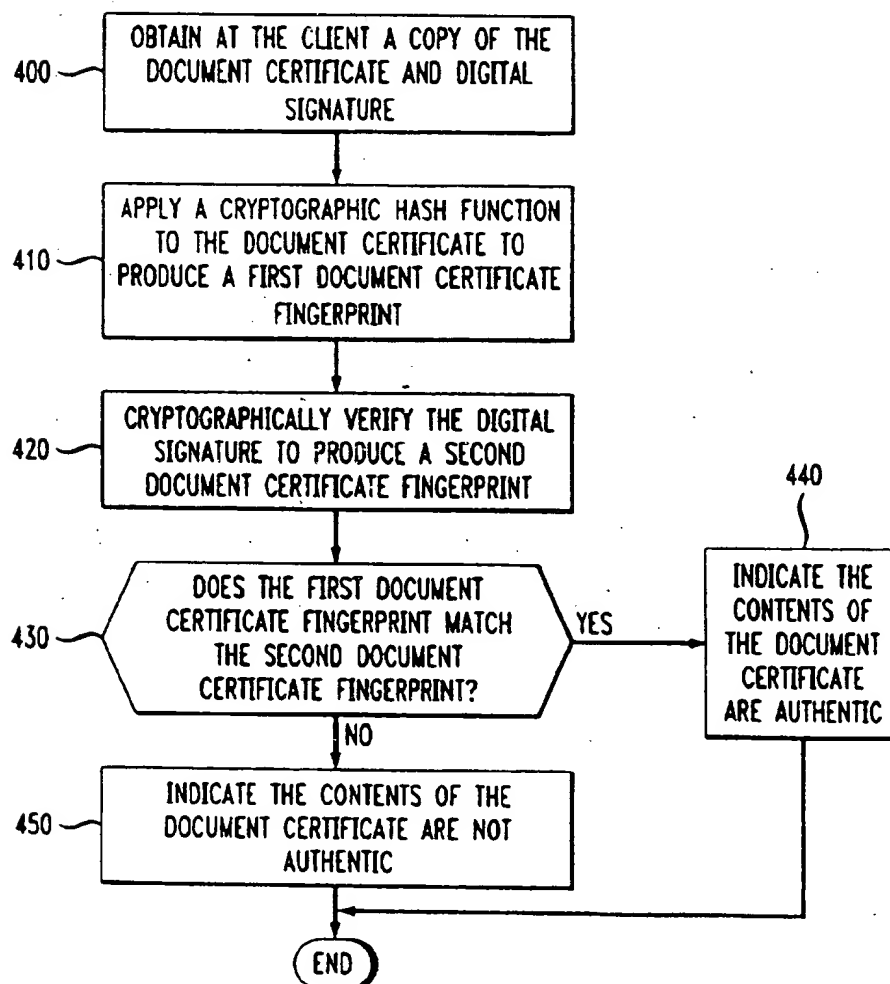 OBTAIN AT THE CLIENT A COPY OF THE
DOCUMENT CERTIFICATE AND DIGITAL
SIGNATURE
400
APPLY A CRYPTOGRAPHIC HASH FUNCTION
TO THE DOCUMENT CERTIFICATE TO
PRODUCE A FIRST DOCUMENT CERTIFICATE
FINGERPRINT
410
CRYPTOGRAPHICALLY VERIFY THE DIGITAL
SIGNATURE TO PRODUCE A SECOND
DOCUMENT CERTIFICATE FINGERPRINT
420
DOES THE FIRST DOCUMENT
CERTIFICATE FINGERPRINT MATCH
THE SECOND DOCUMENT
CERTIFICATE FINGERPRINT?
430
YES
440
INDICATE THE
CONTENTS OF
THE DOCUMENT
CERTIFICATE
ARE AUTHENTIC
NO
INDICATE THE CONTENTS OF THE
DOCUMENT CERTIFICATE ARE NOT
AUTHENTIC
450
END